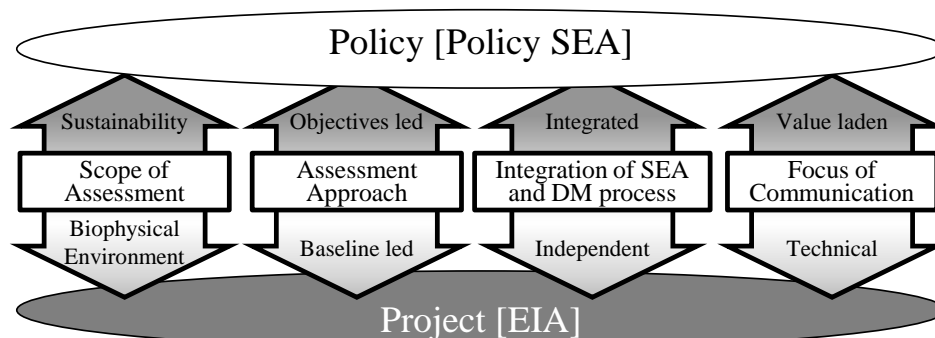 Policy [Policy SEA]
Sustainability
Objectives led
Integrated
Value laden
Scope of
Assessment
Assessment
Approach
Integration of SEA
and DM process
Focus of
Communication
Biophysical
Environment
Baseline led
Independent
Technical
Project [EIA]